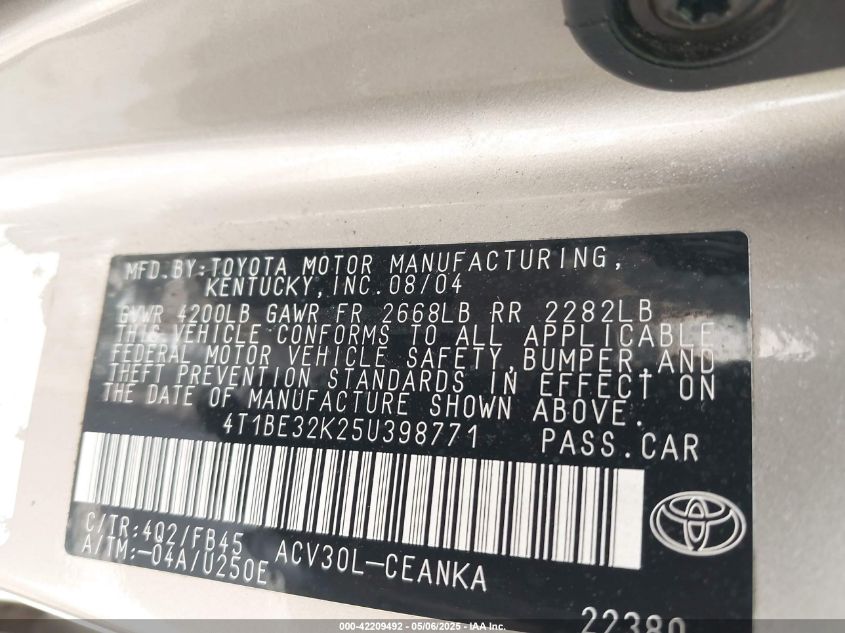 MFD.BY:TOYOTA MOTOR MANUFACTURING,
KENTUCKY,INC.08/04
GVWR 4200LB GAWR FR 2668LB RR 2282LB
THIS VEHICLE CONFORMS TO ALL APPLICABLE
FEDERAL MOTOR VEHICLE SAFETY,BUMPER,AND
THEFT PREVENTION STANDARDS IN EFFECT ON
THE DATE OF MANUFACTURE SHOWN ABOVE.
4T1BE32K25U398771 PASS.CAR
C/TR:4Q2/FB45
A/TM:-04A/U250E ACV30L-CEANKA
22380
000-42209492 - 05/06/2025 - IAA Inc.